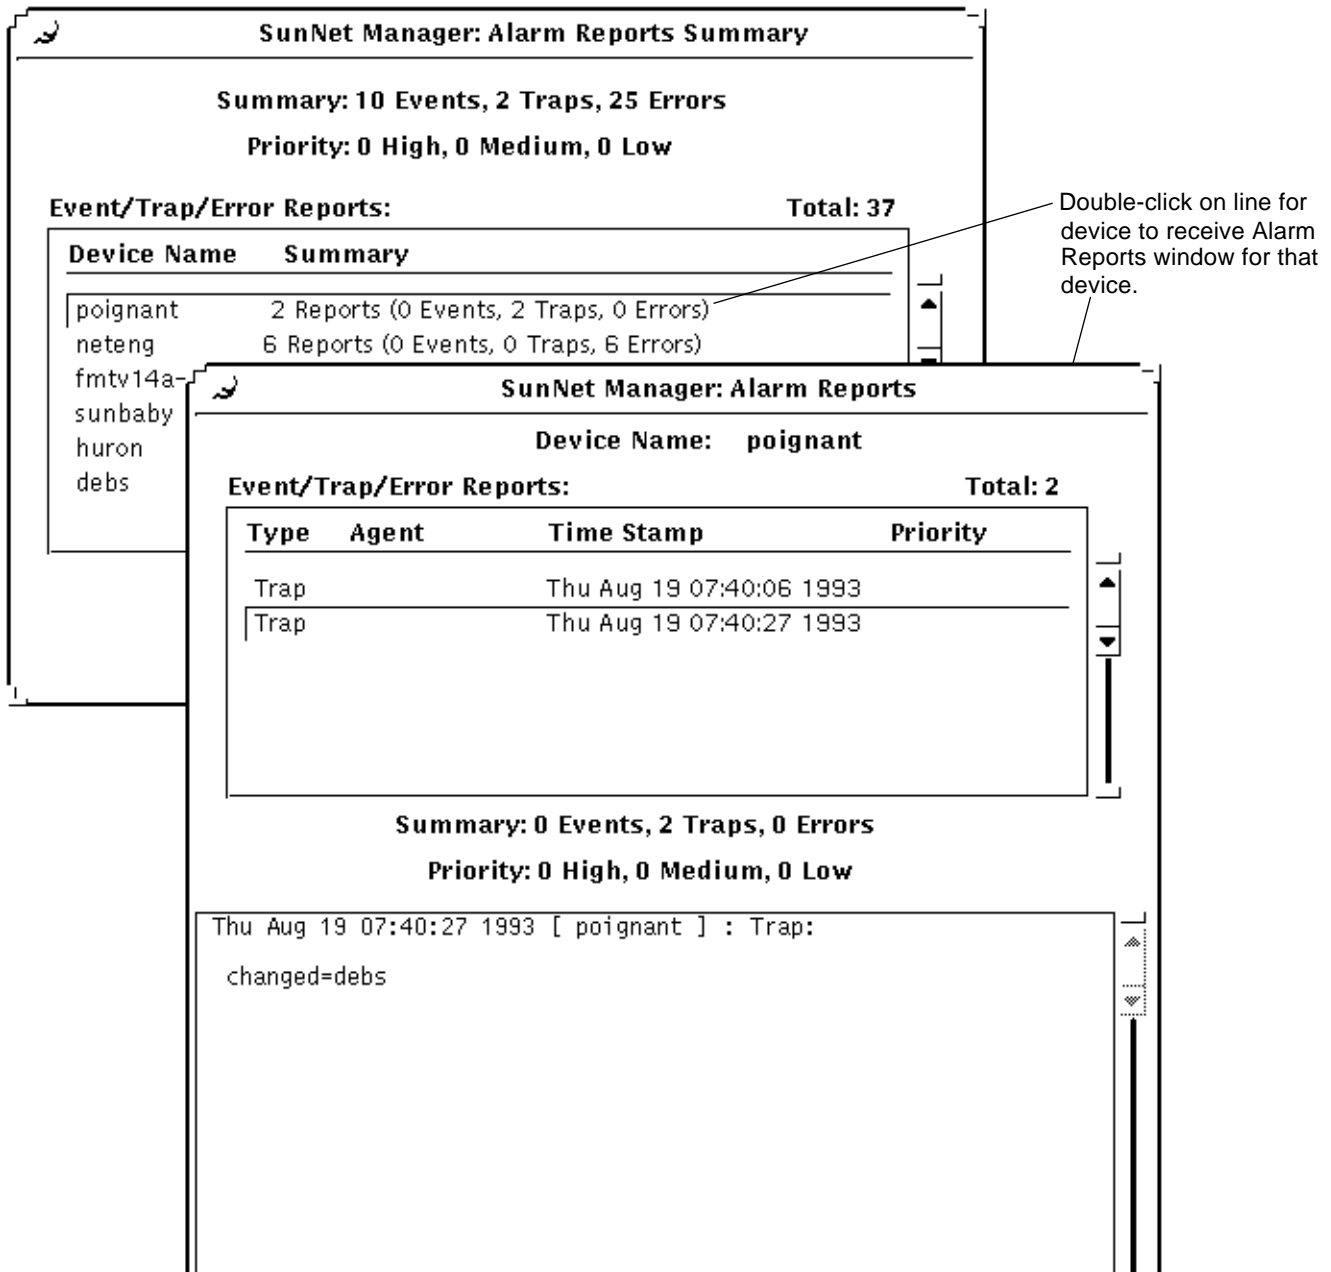 SunNet Manager: Alarm Reports Summary
Summary: 10 Events, 2 Traps, 25 Errors
Priority: 0 High, 0 Medium, 0 Low
Event/Trap/Error Reports: Total: 37
Device Name Summary
poignant 2 Reports (0 Events, 2 Traps, 0 Errors)
neteng 6 Reports (0 Events, 0 Traps, 6 Errors)
fmtv14a-
sunbaby
huron
debs
Double-click on line for
device to receive Alarm
Reports window for that
device.
SunNet Manager: Alarm Reports
Device Name: poignant
Event/Trap/Error Reports: Total: 2
Type Agent Time Stamp Priority
Trap Thu Aug 19 07:40:06 1993
Trap Thu Aug 19 07:40:27 1993
Summary: 0 Events, 2 Traps, 0 Errors
Priority: 0 High, 0 Medium, 0 Low
Thu Aug 19 07:40:27 1993 [ poignant ] : Trap:
changed=debs